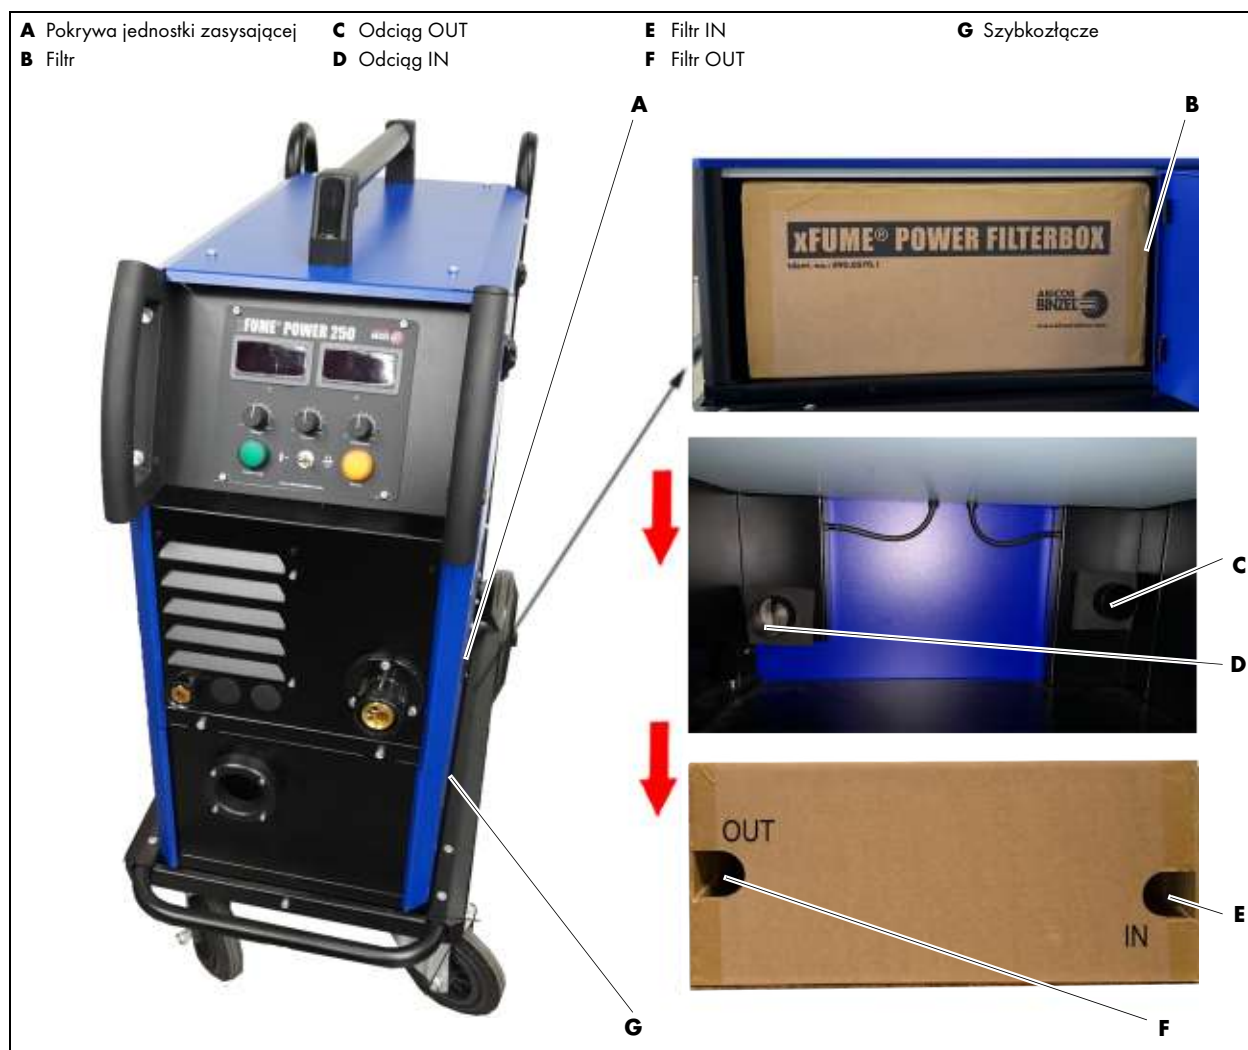 A Pokrywa jednostki zasysającej
B Filtr
C Odciąg OUT
D Odciąg IN
E Filtr IN
F Filtr OUT
G Szybkozłącze
A
B
FUME® POWER 250
xFUME® POWER FILTERBOX
ABICOR
BINZEL
C
D
OUT
IN
E
F
G